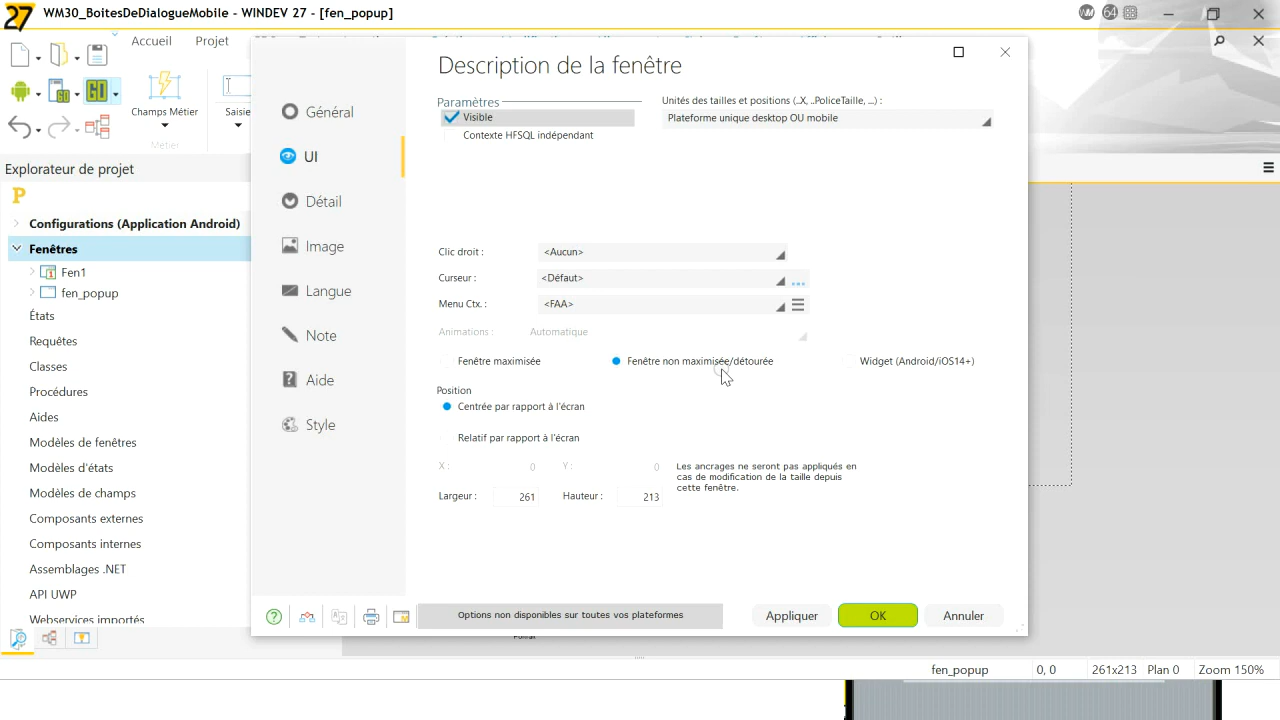 27 WM30_BoitesDeDialogueMobile - WINDEV 27 - [fen_popup]
64
Accueil Projet
Champs Métier
Saisie
Métier
Explorateur de projet
Configurations (Application Android)
Fenêtres
Fen1
fen_popup
États
Requêtes
Classes
Procédures
Aides
Modèles de fenêtres
Modèles d'états
Modèles de champs
Composants externes
Composants internes
Assemblages .NET
API UWP
Webservices importés
Description de la fenêtre
Général
UI
Détail
Image
Langue
Note
Aide
Style
Paramètres
Visible
Contexte HFSQL indépendant
Unités des tailles et positions (..X, ..PoliceTaille, ...) :
Plateforme unique desktop OU mobile
Clic droit : <Aucun>
Curseur : <Défaut>
Menu Ctx. : <FAA>
Animations : Automatique
Fenêtre maximisée
Fenêtre non maximisée/détourée
Widget (Android/iOS14+)
Position
Centrée par rapport à l'écran
Relatif par rapport à l'écran
X : 0 Y : 0
Largeur : 261 Hauteur : 213
Les ancrages ne seront pas appliqués en
cas de modification de la taille depuis
cette fenêtre.
Options non disponibles sur toutes vos plateformes
Appliquer OK Annuler
Portrait
fen_popup 0, 0 261x213 Plan 0 Zoom 150%